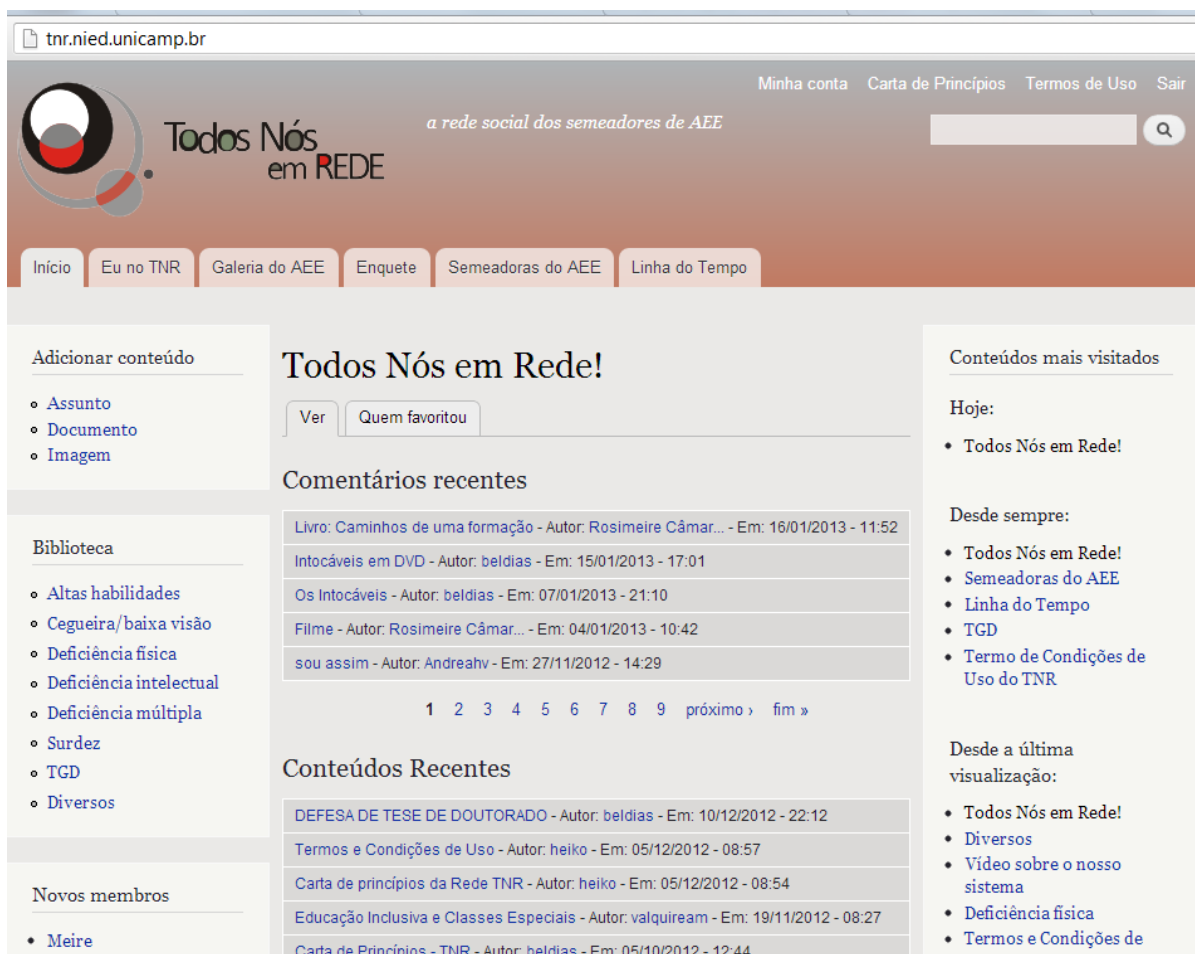 tnr.nied.unicamp.br
Minha conta Carta de Princípios Termos de Uso Sair
a rede social dos semeadores de AEE
Todos Nós
em REDE
Início Eu no TNR Galeria do AEE Enquete Semeadoras do AEE Linha do Tempo
Adicionar conteúdo
Assunto
Documento
Imagem
Biblioteca
Altas habilidades
Cegueira/baixa visão
Deficiência física
Deficiência intelectual
Deficiência múltipla
Surdez
TGD
Diversos
Novos membros
Meire
Todos Nós em Rede!
Ver Quem favoritou
Comentários recentes
Livro: Caminhos de uma formação - Autor: Rosimeire Câmar... - Em: 16/01/2013 - 11:52
Intocáveis em DVD - Autor: beldias - Em: 15/01/2013 - 17:01
Os Intocáveis - Autor: beldias - Em: 07/01/2013 - 21:10
Filme - Autor: Rosimeire Câmar... - Em: 04/01/2013 - 10:42
sou assim - Autor: Andreahv - Em: 27/11/2012 - 14:29
1 2 3 4 5 6 7 8 9 próximo › fim »
Conteúdos Recentes
DEFESA DE TESE DE DOUTORADO - Autor: beldias - Em: 10/12/2012 - 22:12
Termos e Condições de Uso - Autor: heiko - Em: 05/12/2012 - 08:57
Carta de princípios da Rede TNR - Autor: heiko - Em: 05/12/2012 - 08:54
Educação Inclusiva e Classes Especiais - Autor: valquiream - Em: 19/11/2012 - 08:27
Carta de Princípios - TNR - Autor: beldias - Em: 05/10/2012 - 12:44
Conteúdos mais visitados
Hoje:
Todos Nós em Rede!
Desde sempre:
Todos Nós em Rede!
Semeadoras do AEE
Linha do Tempo
TGD
Termo de Condições de
Uso do TNR
Desde a última
visualização:
Todos Nós em Rede!
Diversos
Vídeo sobre o nosso
sistema
Deficiência física
Termos e Condições de